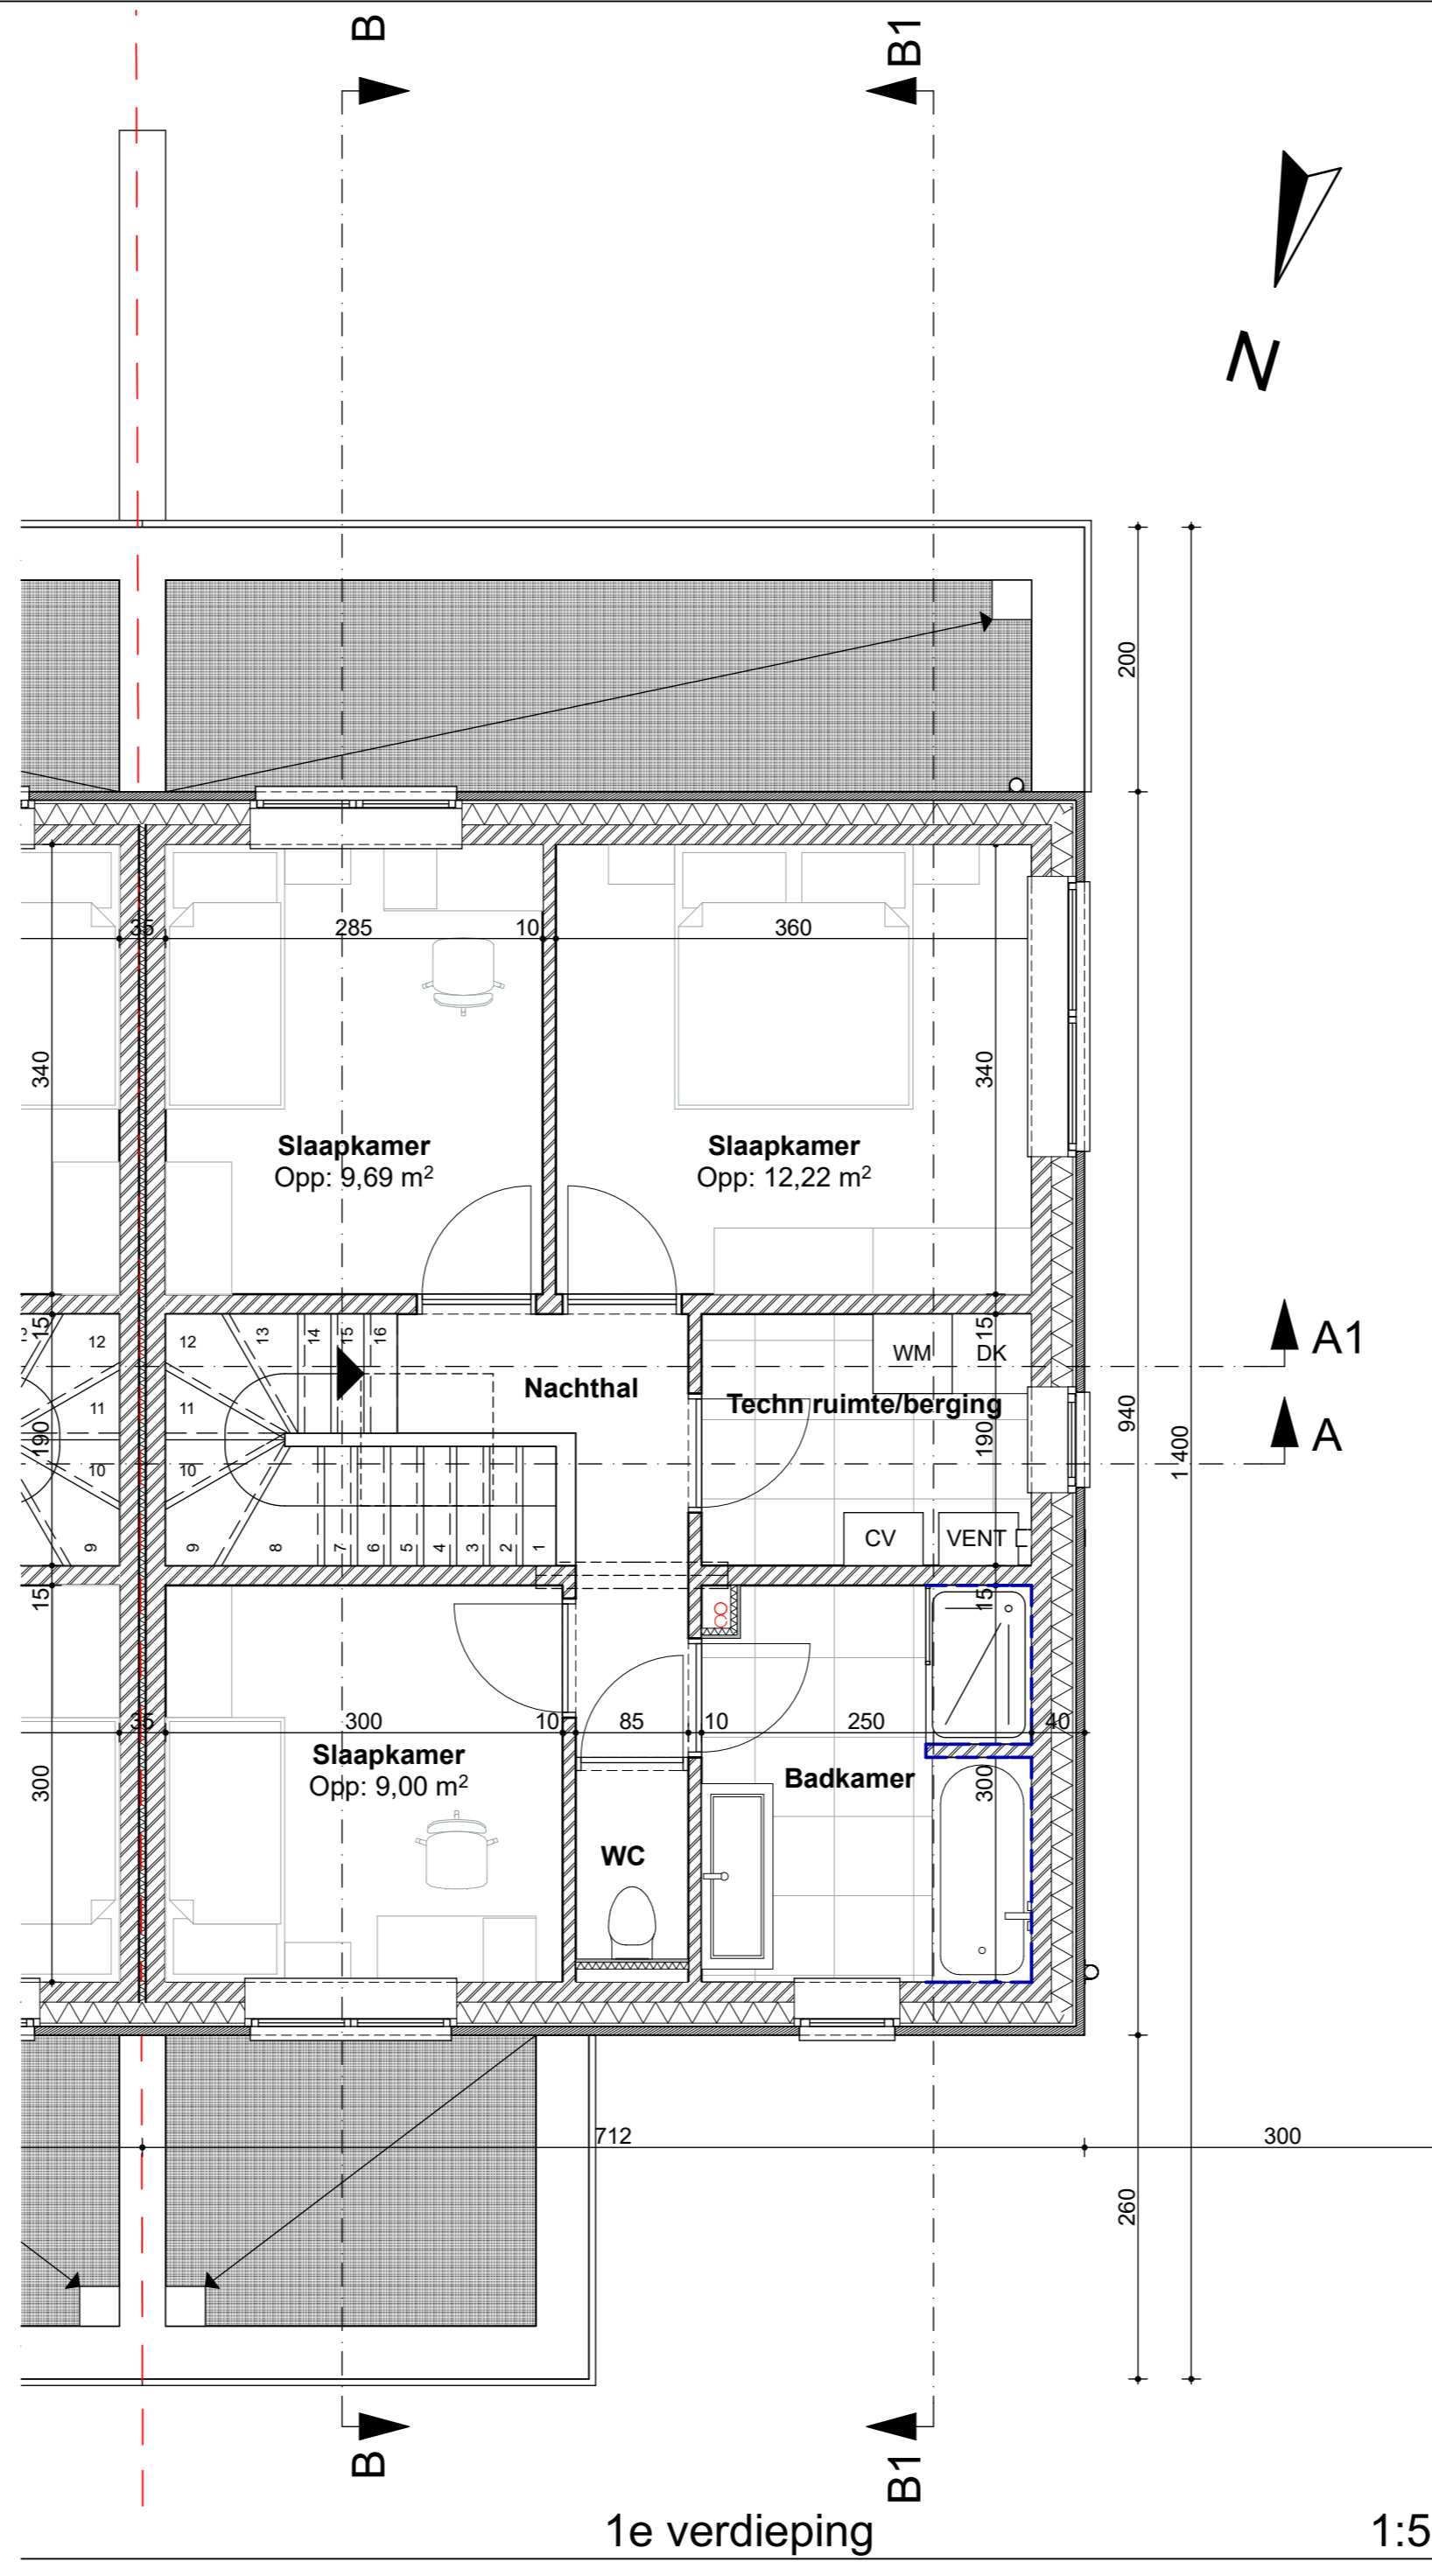 B
B1
N
200
35
285
10
360
340
340
Slaapkamer
Opp: 9,69 m²
Slaapkamer
Opp: 12,22 m²
15
12
12
13
14
15
16
15
WM
DK
A1
Nachthal
Techn ruimte/berging
11
11
190
190
940
1 400
A
10
10
9
9
8
7
6
5
4
3
2
1
CV
VENT
15
15
35
300
10
85
10
250
40
Slaapkamer
Opp: 9,00 m²
300
Badkamer
300
WC
712
300
260
B
B1
1e verdieping
1:5